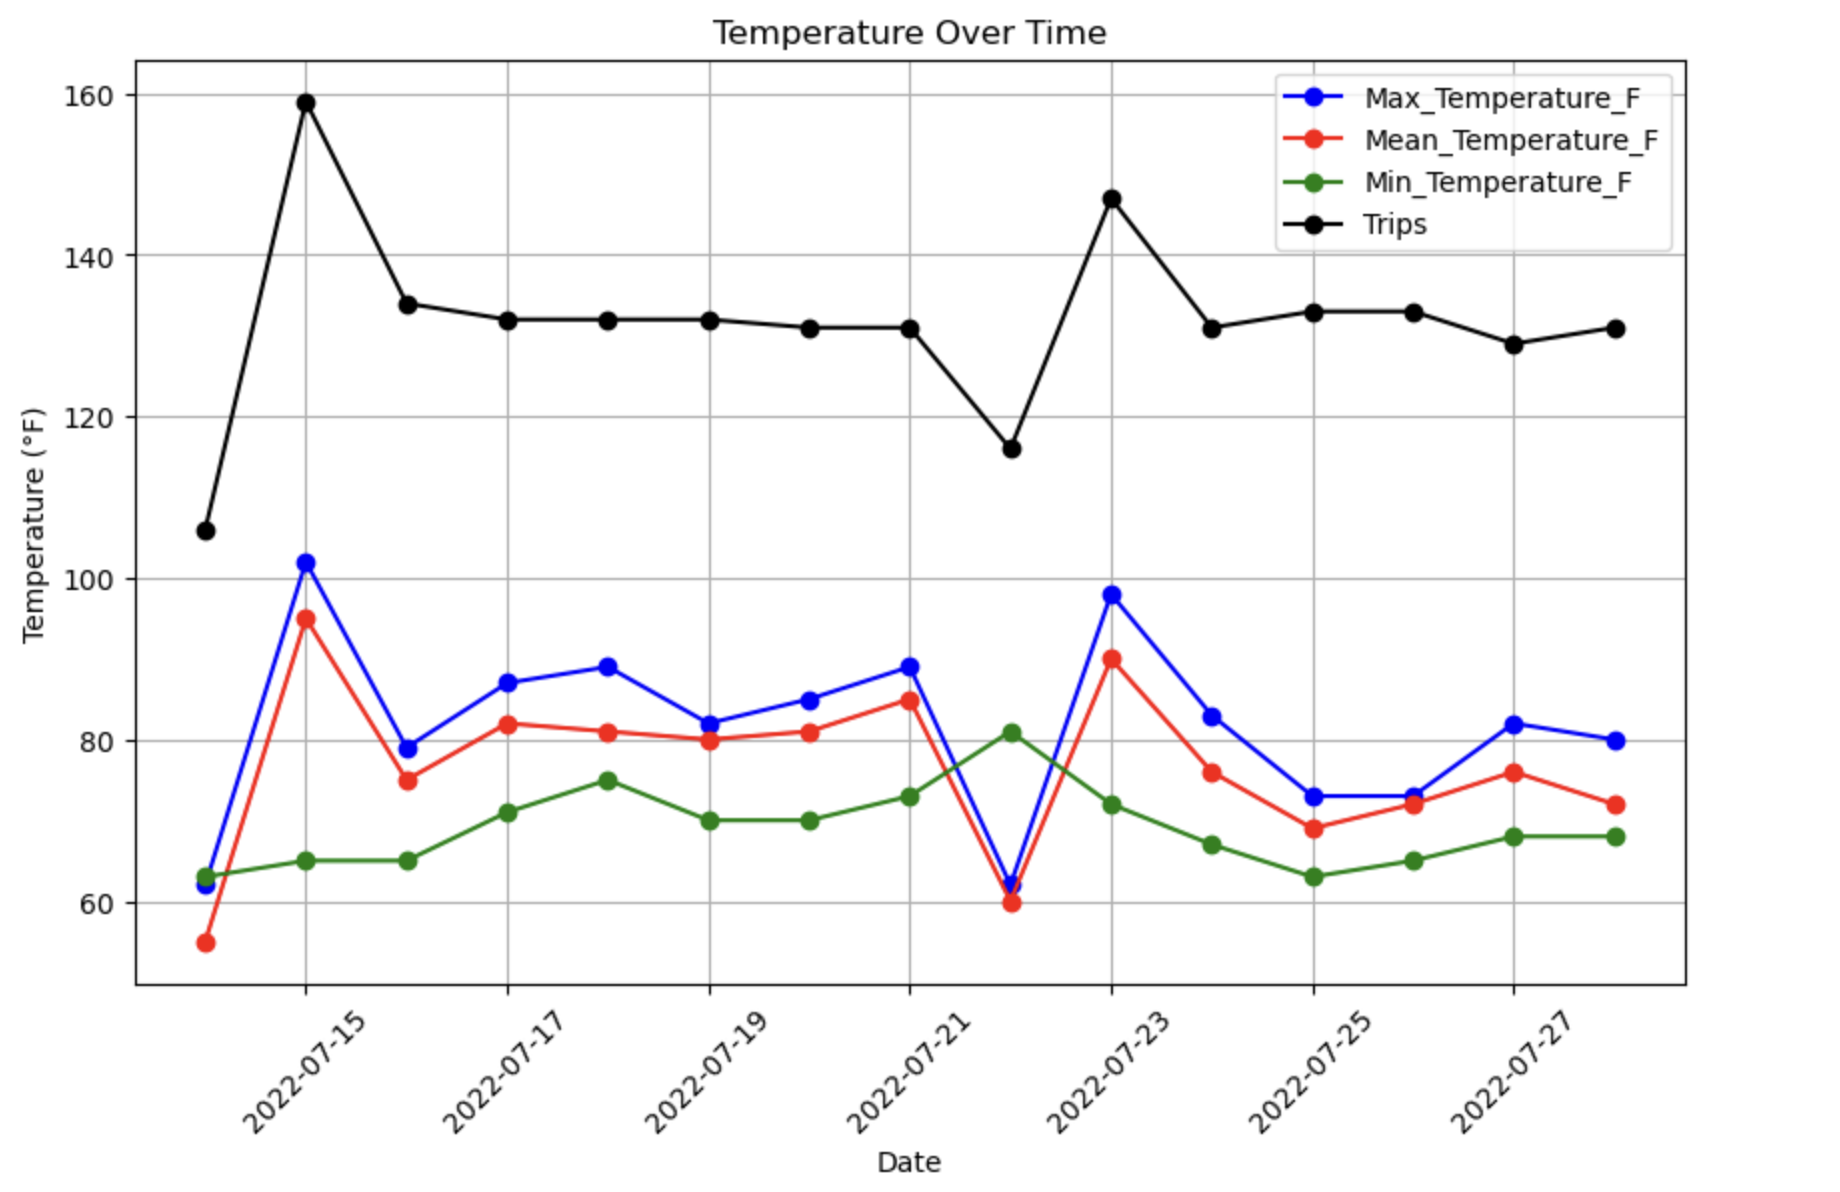 Temperature Over Time
Max_Temperature_F
Mean_Temperature_F
Min_Temperature_F
Trips
Temperature (°F)
160
140
120
100
80
60
2022-07-15
2022-07-17
2022-07-19
2022-07-21
2022-07-23
2022-07-25
2022-07-27
Date